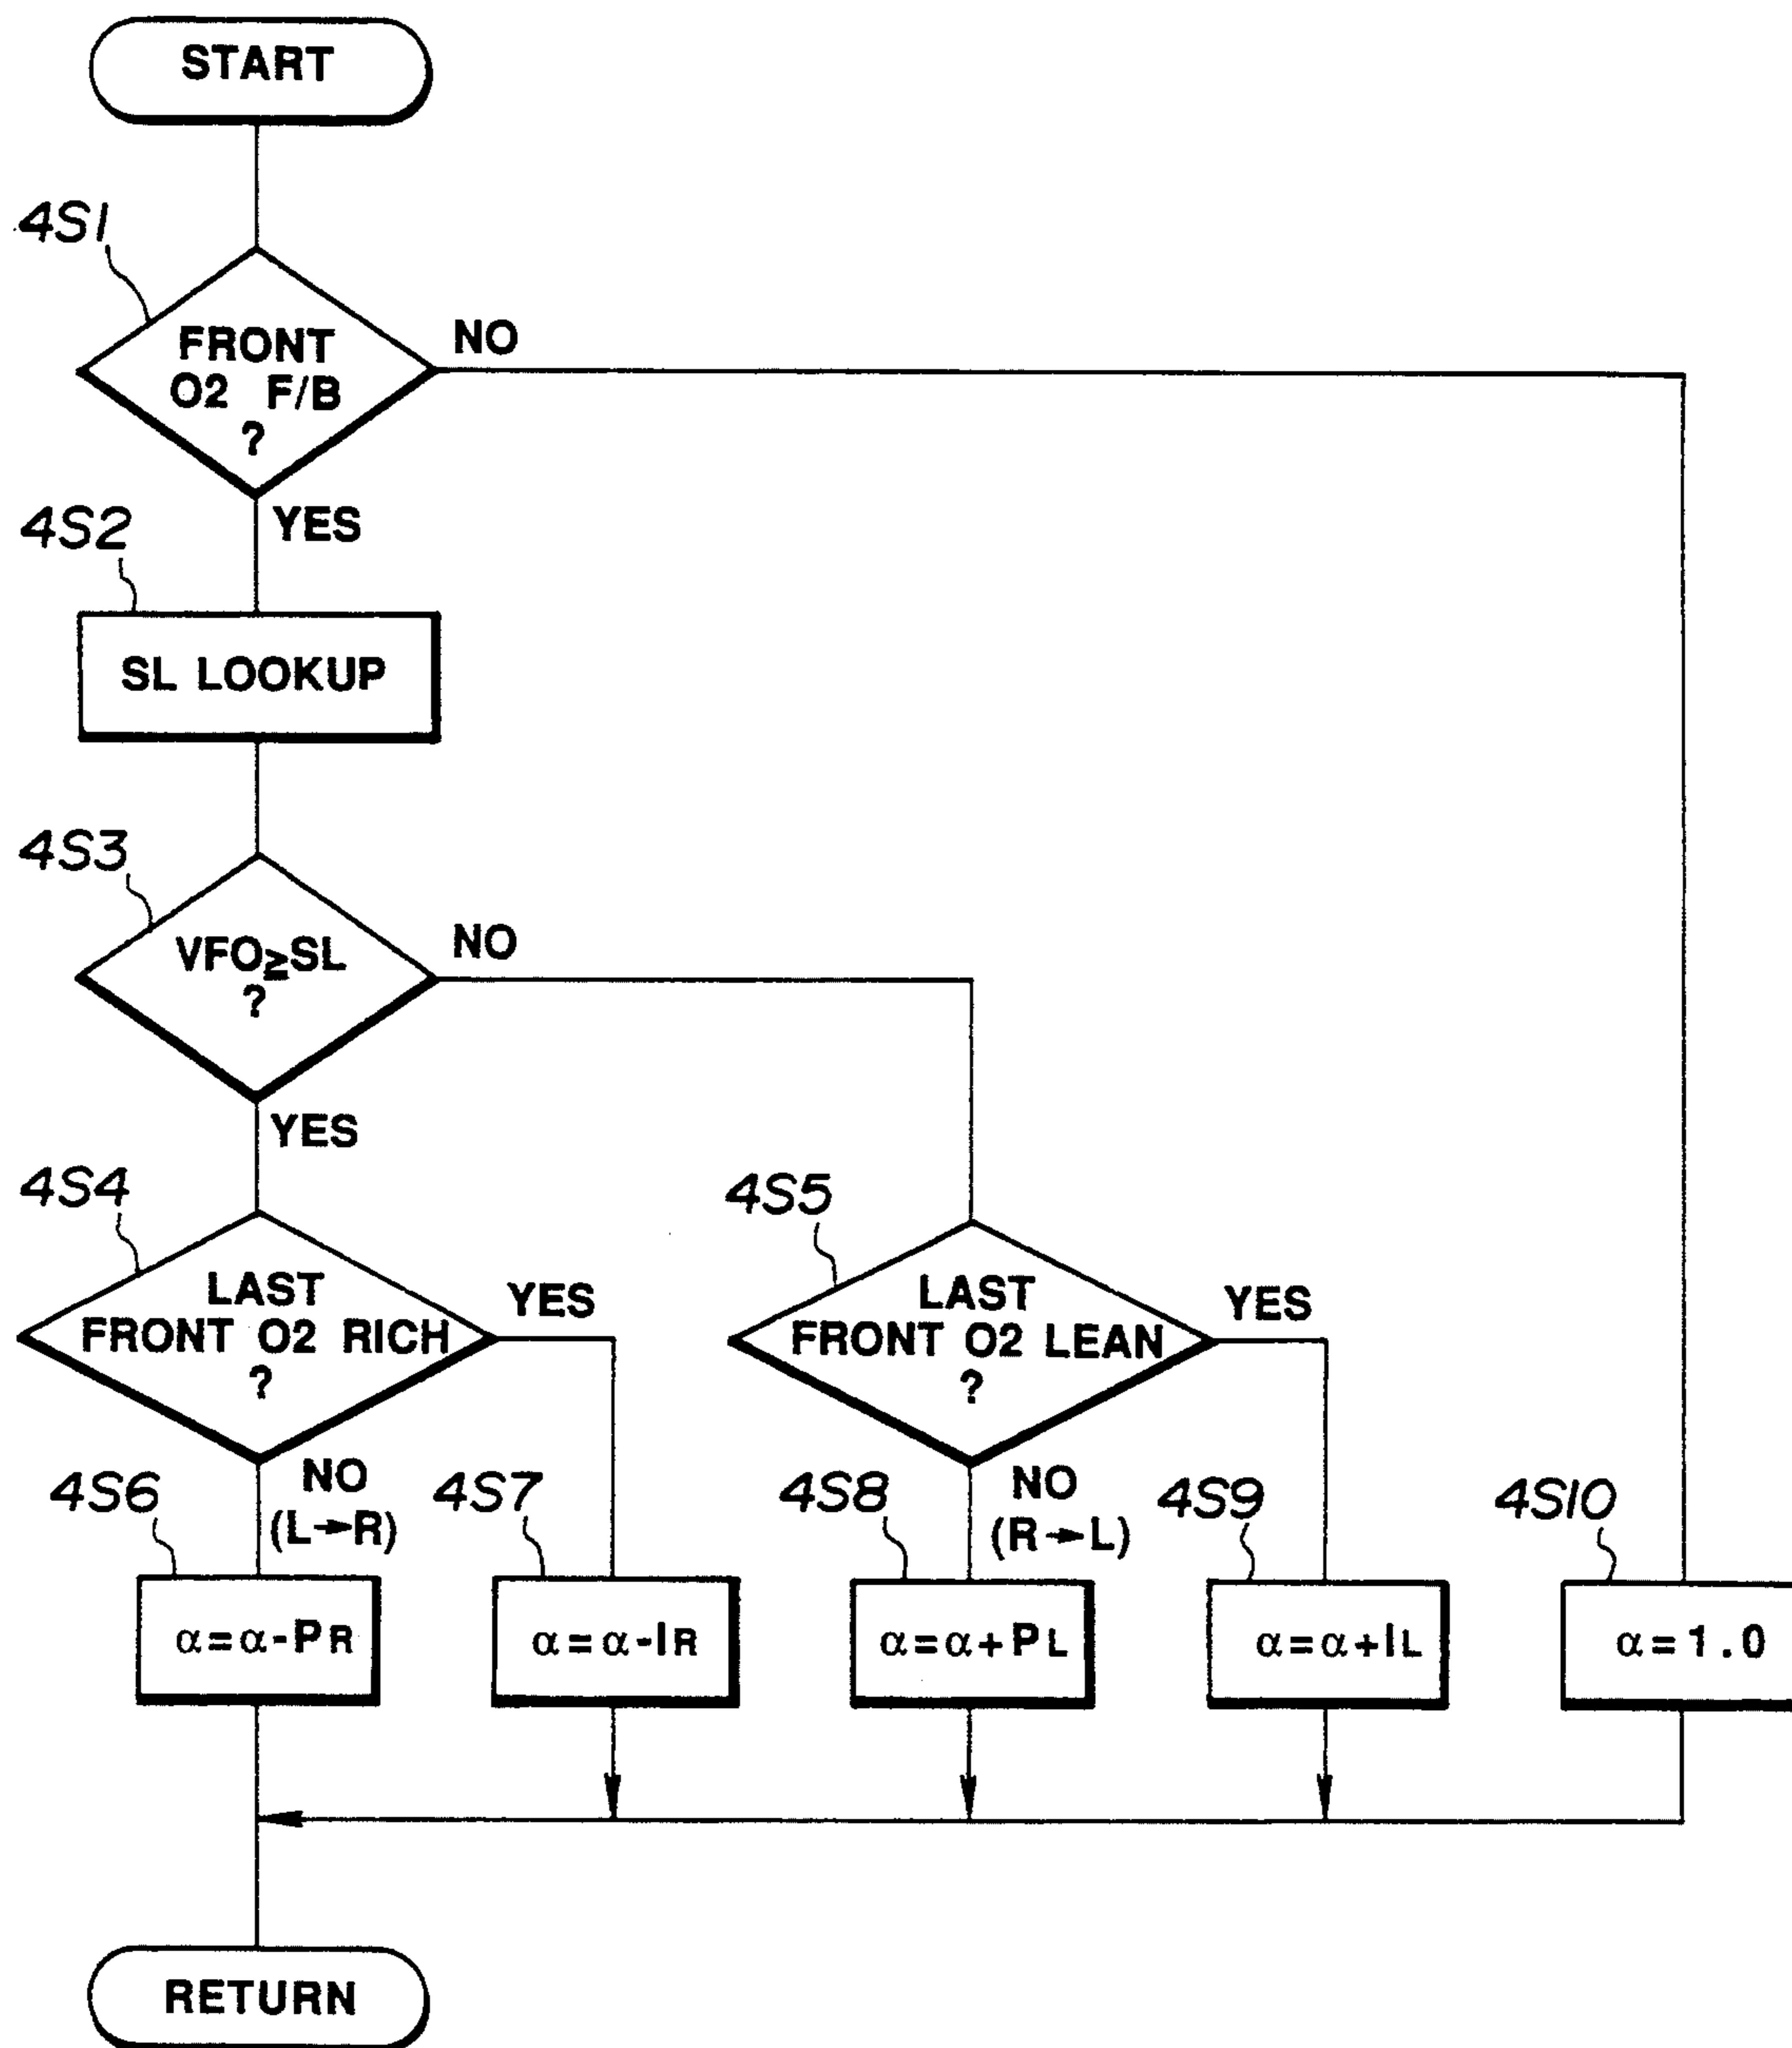 START
4S1
FRONT
O2 F/B
?
NO
YES
4S2
SL LOOKUP
4S3
VFO≧SL
?
NO
YES
4S4
LAST
FRONT O2 RICH
?
YES
4S5
LAST
FRONT O2 LEAN
?
YES
4S6
NO
(L→R)
4S7
4S8
NO
(R→L)
4S9
4S10
α=α-PR
α=α-IR
α=α+PL
α=α+IL
α=1.0
RETURN